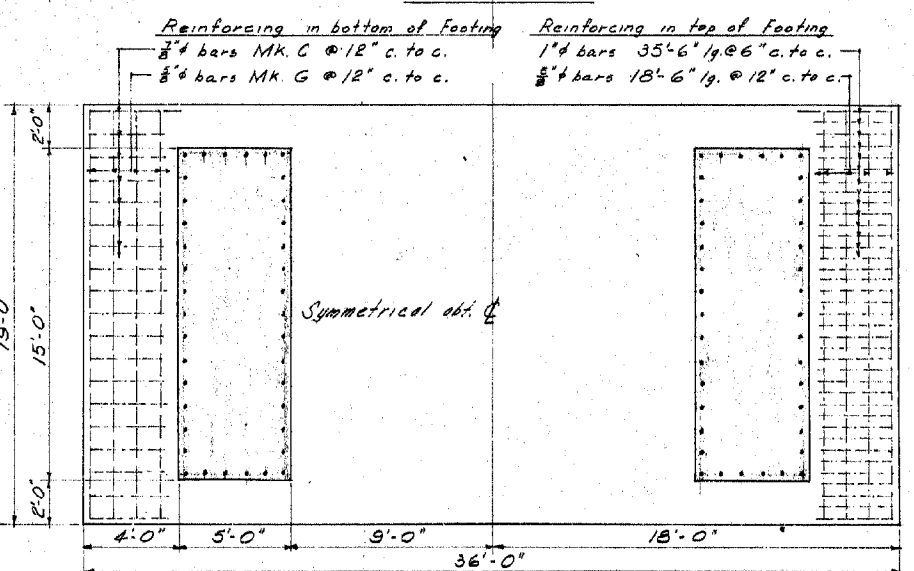 Reinforcing in bottom of Footing
7/8"ϕ bars Mk. C @ 12" c. to c.
5/8"ϕ bars Mk. G @ 12" c. to c.
Reinforcing in top of Footing
1"ϕ bars 35'-6" lg. @ 6" c. to c.
5/8"ϕ bars 18'-6" lg. @ 12" c. to c.
2'-0"
19'-0"
15'-0"
2'-0"
Symmetrical abt. ℄
4'-0"
5'-0"
9'-0"
18'-0"
36'-0"